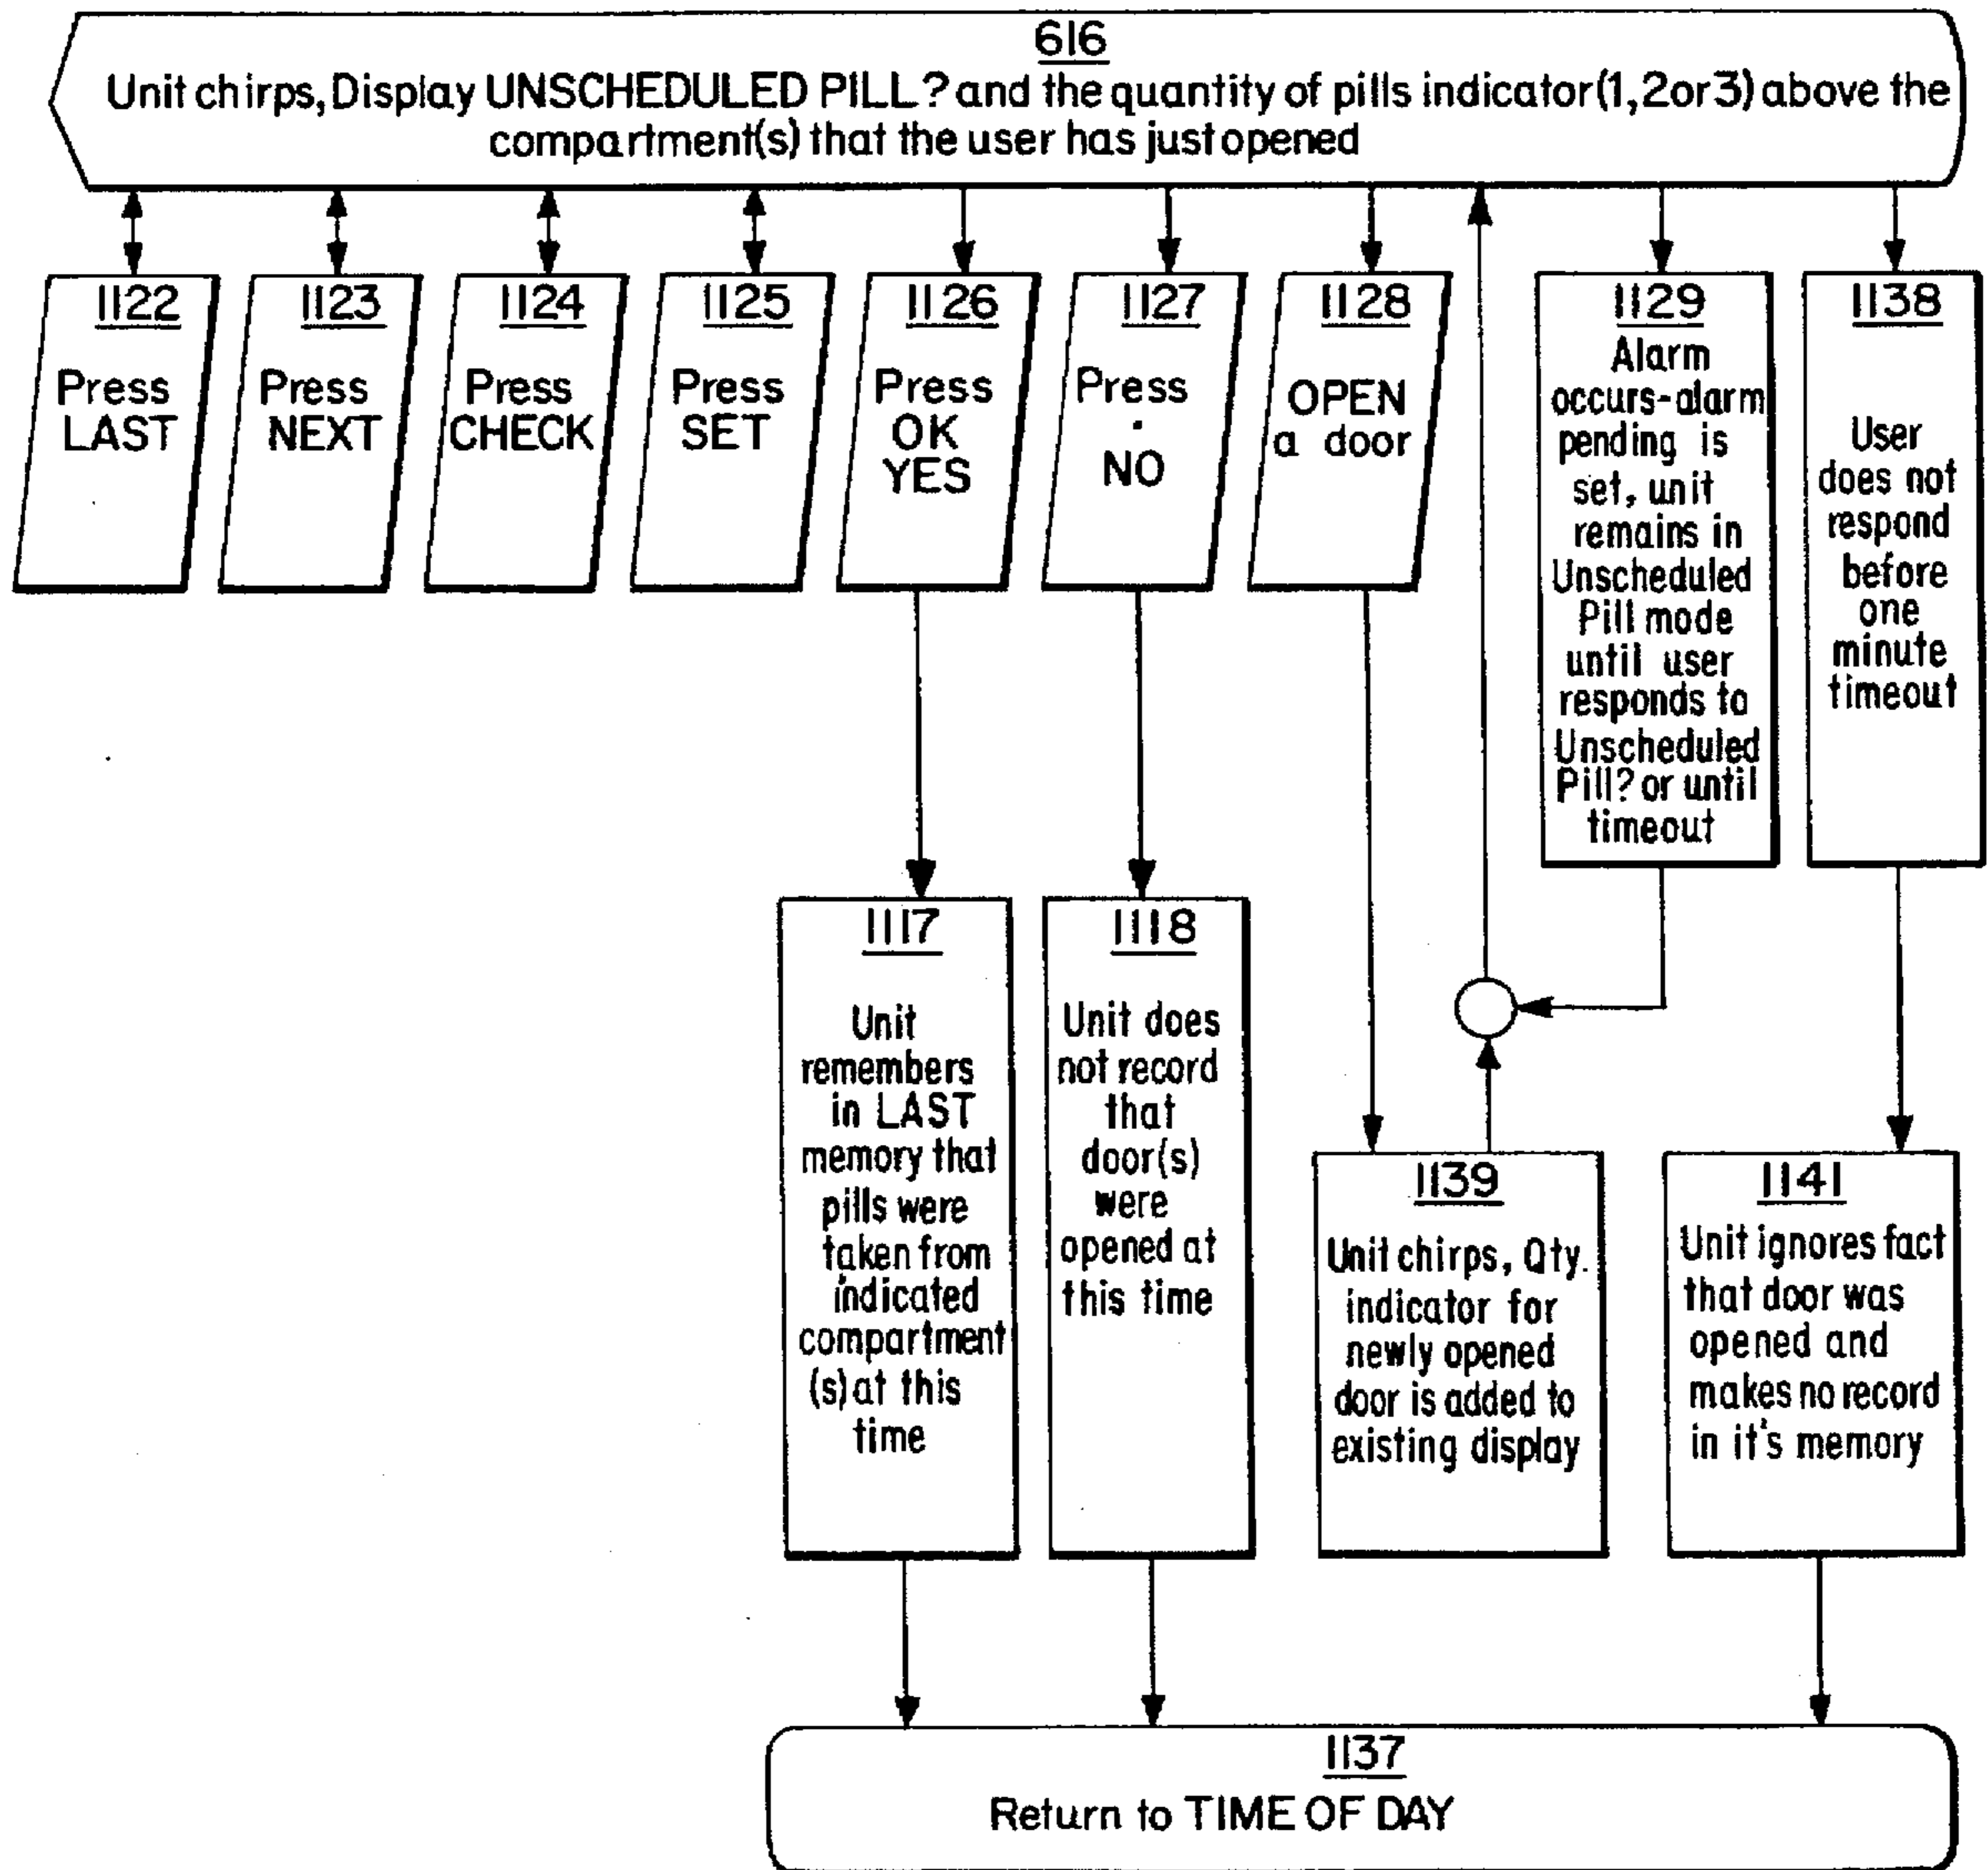 616
Unit chirps, Display UNSCHEDULED PILL? and the quantity of pills indicator (1, 2 or 3) above the
compartment(s) that the user has just opened
1122
Press
LAST
1123
Press
NEXT
1124
Press
CHECK
1125
Press
SET
1126
Press
OK
YES
1127
Press
.
NO
1128
OPEN
a door
1129
Alarm
occurs-alarm
pending is
set, unit
remains in
Unscheduled
Pill mode
until user
responds to
Unscheduled
Pill? or until
timeout
1138
User
does not
respond
before
one
minute
timeout
1117
Unit
remembers
in LAST
memory that
pills were
taken from
indicated
compartment
(s) at this
time
1118
Unit does
not record
that
door(s)
were
opened at
this time
1139
Unit chirps, Qty.
indicator for
newly opened
door is added to
existing display
1141
Unit ignores fact
that door was
opened and
makes no record
in it's memory
1137
Return to TIME OF DAY